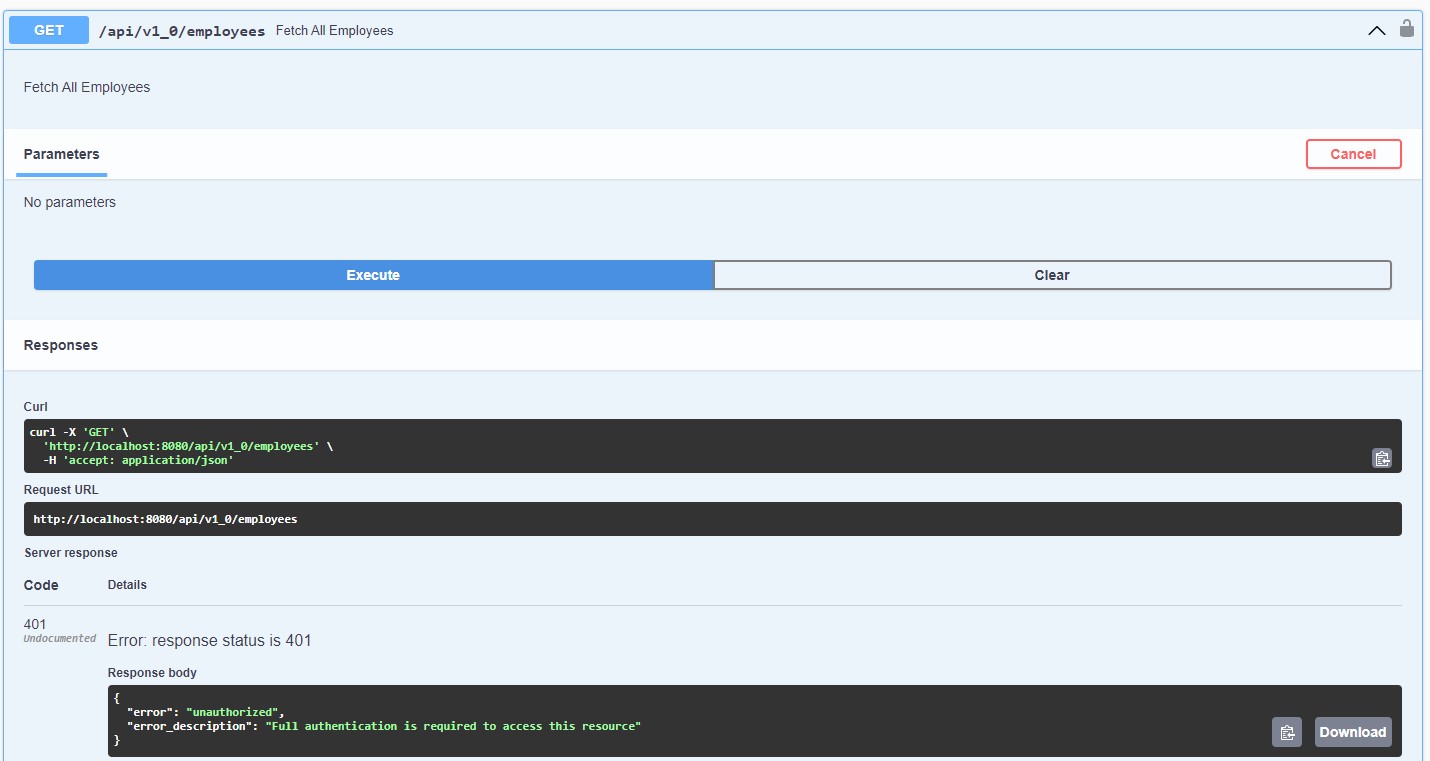 GET /api/v1_0/employees Fetch All Employees
Fetch All Employees
Parameters
Cancel
No parameters
Execute
Clear
Responses
Curl
curl -X 'GET' \
'http://localhost:8080/api/v1_0/employees' \
-H 'accept: application/json'
Request URL
http://localhost:8080/api/v1_0/employees
Server response
Code Details
401
Undocumented
Error: response status is 401
Response body
{
"error": "unauthorized",
"error_description": "Full authentication is required to access this resource"
}
Download